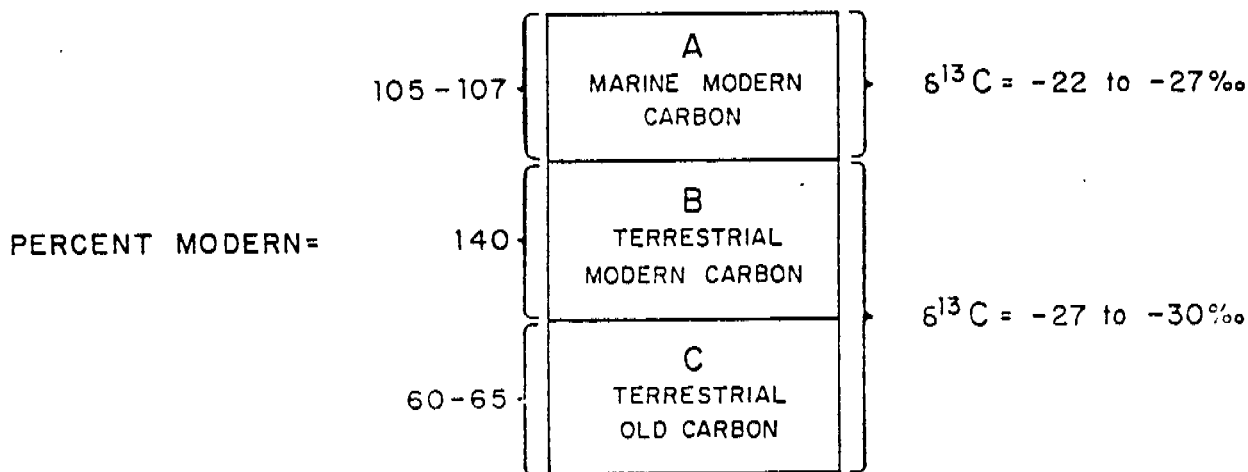 A
105-107
MARINE MODERN
CARBON
δ¹³C = -22 to -27‰
B
PERCENT MODERN=
140
TERRESTRIAL
MODERN CARBON
δ¹³C = -27 to -30‰
C
60-65
TERRESTRIAL
OLD CARBON